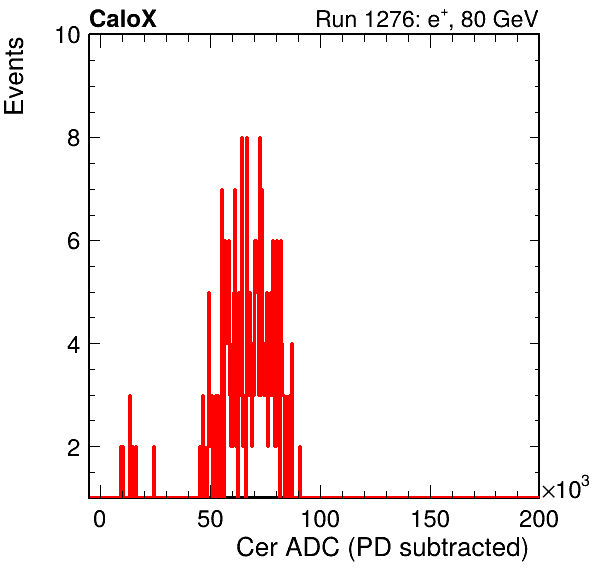 CaloX Run 1276: e⁺, 80 GeV
Events
10
8
6
4
2
0 50 100 150 200
×10³
Cer ADC (PD subtracted)